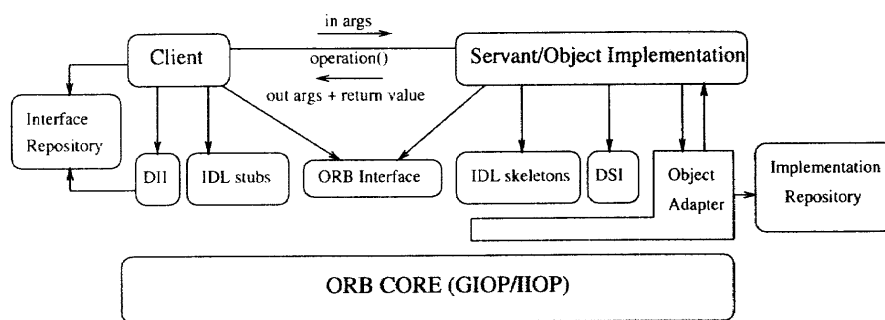 in args
Client
operation()
Servant/Object Implementation
out args + return value
Interface
Repository
DII
IDL stubs
ORB Interface
IDL skeletons
DSI
Object
Adapter
Implementation
Repository
ORB CORE (GIOP/IIOP)